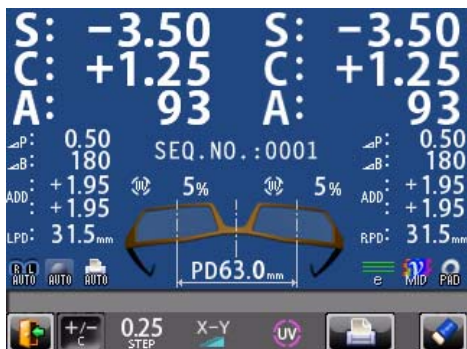 S: -3.50 S: -3.50
C: +1.25 C: +1.25
A: 93 A: 93
⊿P: 0.50 ⊿P: 0.50
⊿B: 180 ⊿B: 180
SEQ.NO.:0001
ADD: +1.95 ADD: +1.95
: +1.95 : +1.95
UV 5% UV 5%
LPD: 31.5mm RPD: 31.5mm
PD63.0mm
R L AUTO AUTO AUTO e MID PAD
+/- C 0.25 STEP X-Y UV